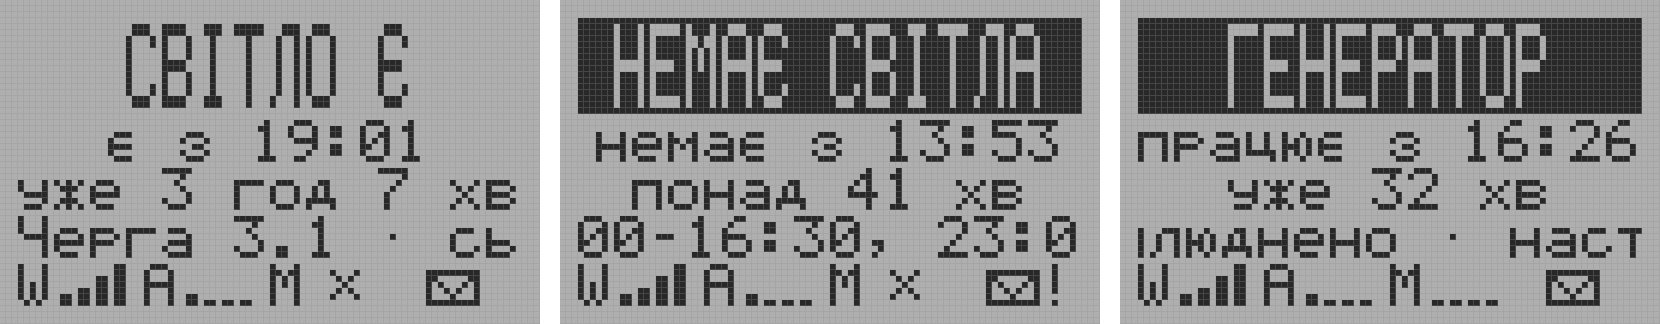 СВІТЛО Є
є з 19:01
уже 3 год 7 хв
Черга 3.1 · сь
W A M ×
НЕМАЄ СВІТЛА
немає з 13:53
понад 41 хв
00-16:30, 23:0
W A M × !
ГЕНЕРАТОР
працює з 16:26
уже 32 хв
ілюднено · наст
W A M